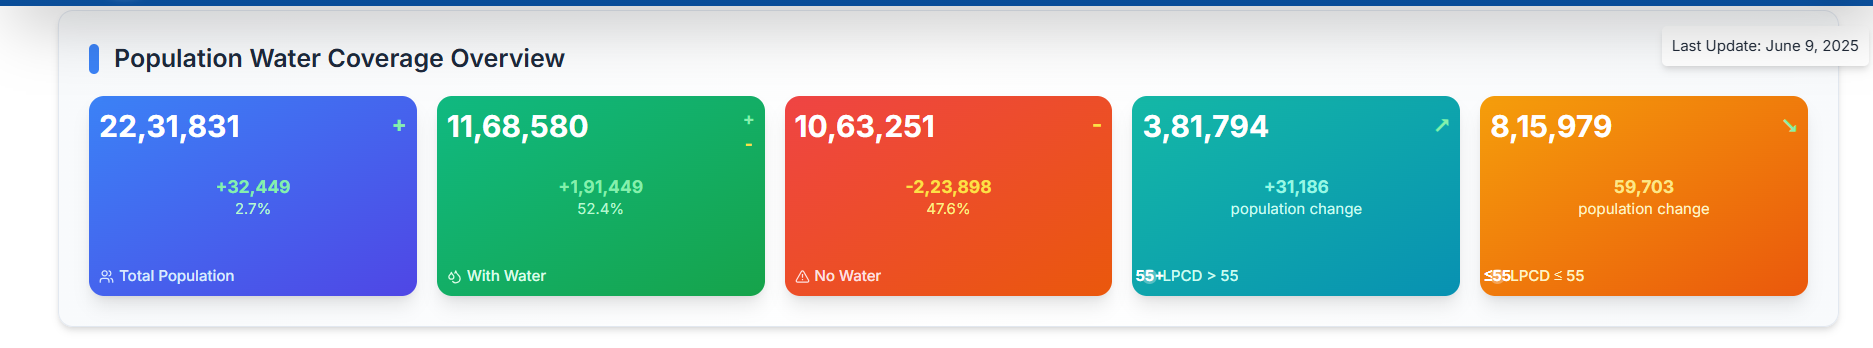 Last Update: June 9, 2025
Population Water Coverage Overview
22,31,831
+
+32,449
2.7%
Total Population
11,68,580
+
-
+1,91,449
52.4%
With Water
10,63,251
-
-2,23,898
47.6%
No Water
3,81,794
↗
+31,186
population change
55+ LPCD > 55
8,15,979
↘
59,703
population change
≤55 LPCD ≤ 55